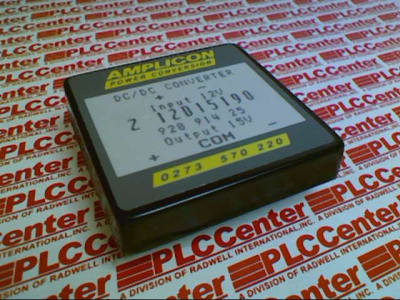 AMPLICON
POWER CONVERSION
DC/DC CONVERTER
+ Input 12V −
Z 12D15190
920 914 25
Output 15V
+ COM −
0273 570 220
PLCCenter
A DIVISION OF RADWELL INTERNATIONAL, INC.